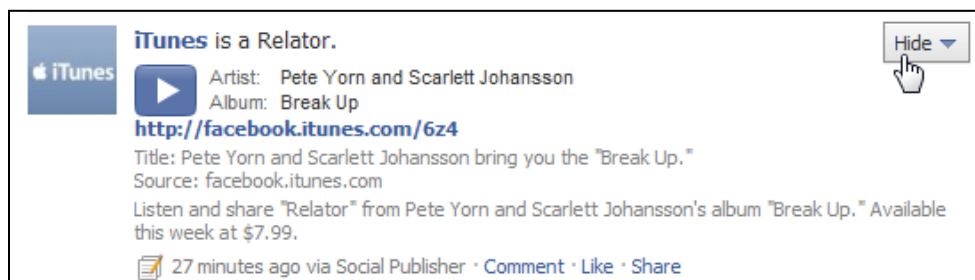 iTunes is a Relator.
Hide
iTunes
Artist: Pete Yorn and Scarlett Johansson
Album: Break Up
http://facebook.itunes.com/6z4
Title: Pete Yorn and Scarlett Johansson bring you the "Break Up."
Source: facebook.itunes.com
Listen and share "Relator" from Pete Yorn and Scarlett Johansson's album "Break Up." Available
this week at $7.99.
27 minutes ago via Social Publisher · Comment · Like · Share